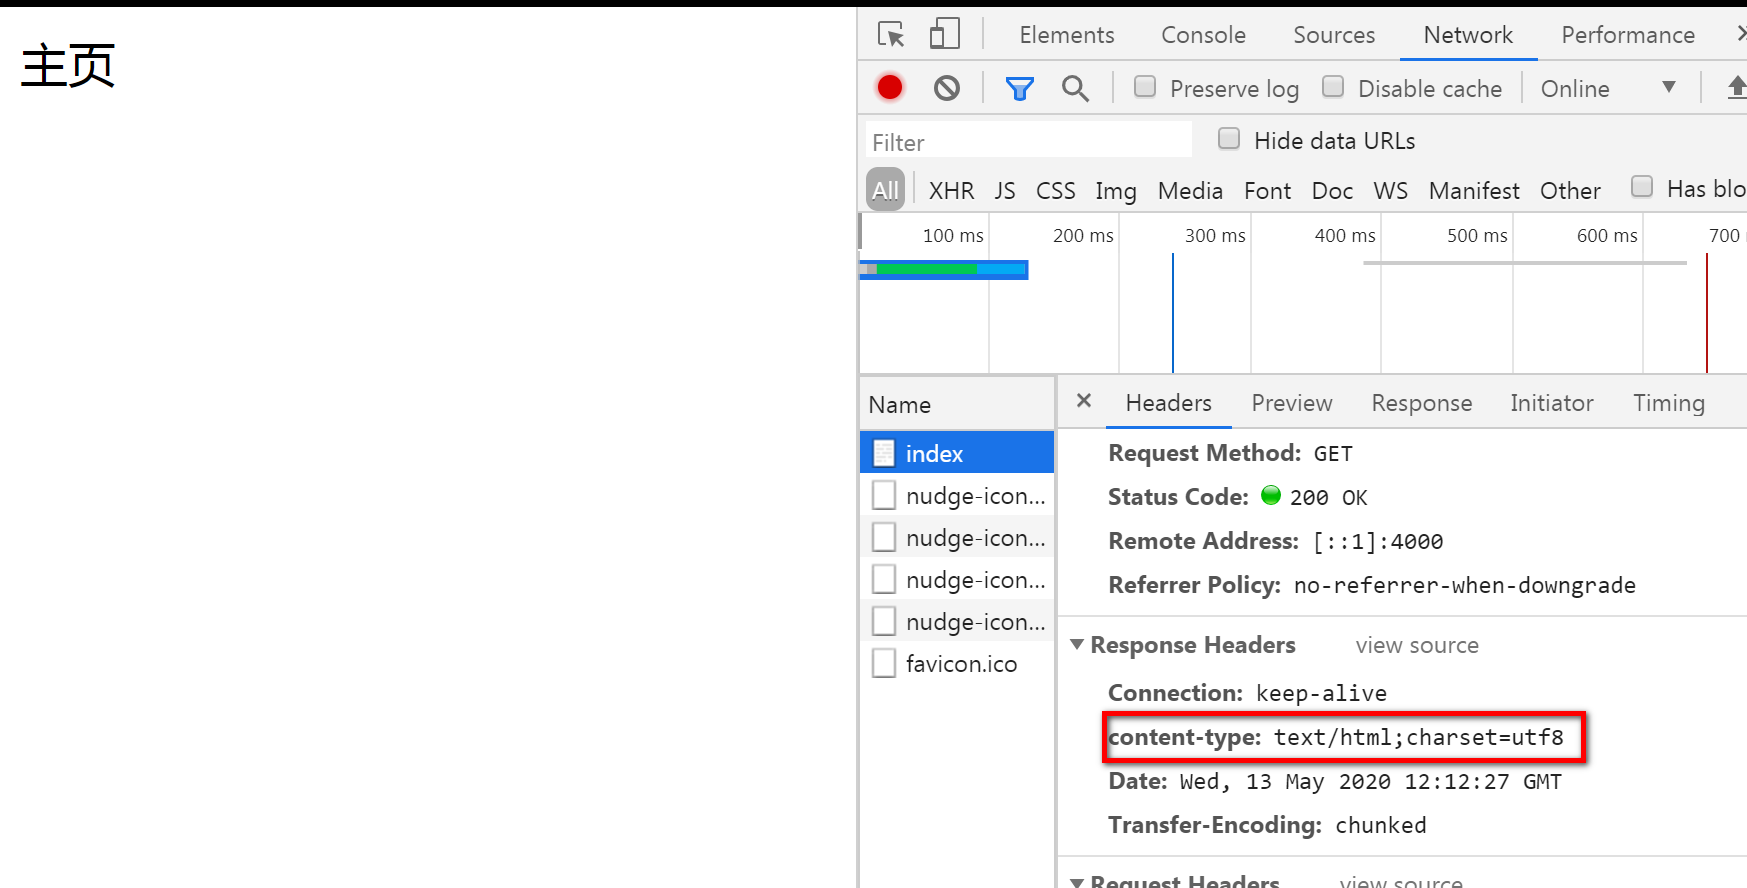 主页
Elements Console Sources Network Performance
Preserve log Disable cache Online
Filter Hide data URLs
All XHR JS CSS Img Media Font Doc WS Manifest Other Has blo
100 ms 200 ms 300 ms 400 ms 500 ms 600 ms 700
Name
index
nudge-icon...
nudge-icon...
nudge-icon...
nudge-icon...
favicon.ico
× Headers Preview Response Initiator Timing
Request Method: GET
Status Code: 200 OK
Remote Address: [::1]:4000
Referrer Policy: no-referrer-when-downgrade
Response Headers view source
Connection: keep-alive
content-type: text/html;charset=utf8
Date: Wed, 13 May 2020 12:12:27 GMT
Transfer-Encoding: chunked
Request Headers view source